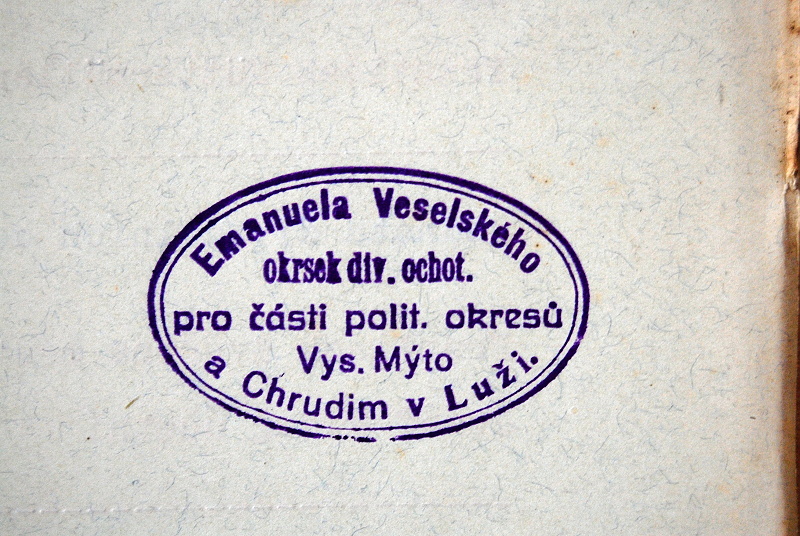 Emanuela Veselského
okrsek div. ochot.
pro části polit. okresů
Vys. Mýto
a Chrudim v Luži.